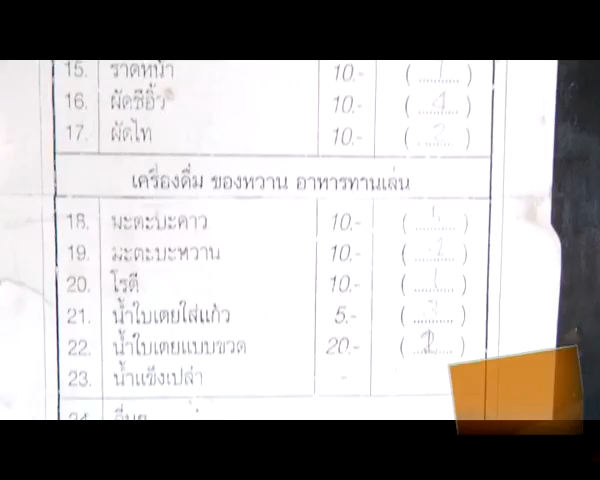 15. ราดหน้า 10.- (...1...)
16. ผัดซีอิ้ว 10.- (...4...)
17. ผัดไท 10.- (...2...)
เครื่องดื่ม ของหวาน อาหารทานเล่น
18. มะตะบะคาว 10.- (...1...)
19. มะตะบะหวาน 10.- (...2...)
20. โรตี 10.- (...1...)
21. น้ำใบเตยใส่แก้ว 5.- (...3...)
22. น้ำใบเตยแบบขวด 20.- (.......)
23. น้ำแข็งเปล่า -
24. อื่นๆ